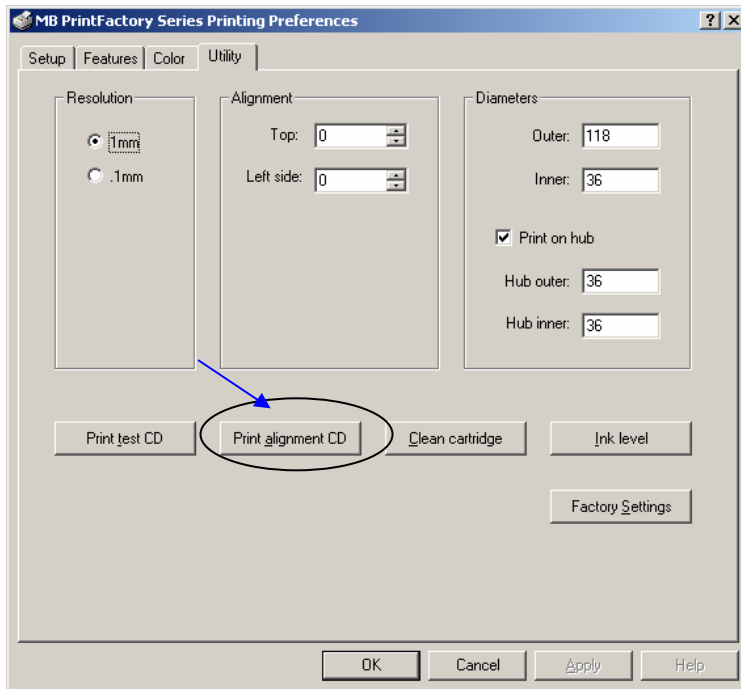 MB PrintFactory Series Printing Preferences
Setup Features Color Utility
Resolution
1mm
.1mm
Alignment
Top: 0
Left side: 0
Diameters
Outer: 118
Inner: 36
Print on hub
Hub outer: 36
Hub inner: 36
Print test CD Print alignment CD Clean cartridge Ink level
Factory Settings
OK Cancel Apply Help